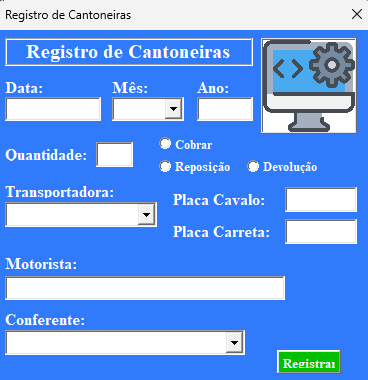 Registro de Cantoneiras
Registro de Cantoneiras
Data: Mês: Ano:
Quantidade:
Cobrar
Reposição Devolução
Transportadora:
Placa Cavalo:
Placa Carreta:
Motorista:
Conferente:
Registrar